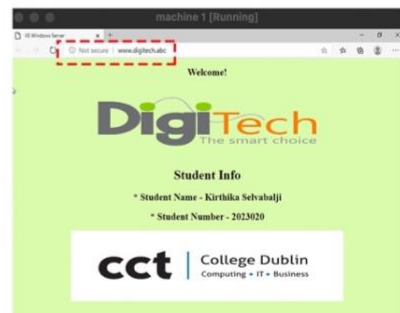 machine 1 [Running]
IIS Windows Server
Not secure | www.digitech.abc
Welcome!
DigiTech
The smart choice
Student Info
* Student Name - Kirthika Selvabalji
* Student Number - 2023020
cct | College Dublin
Computing • IT • Business